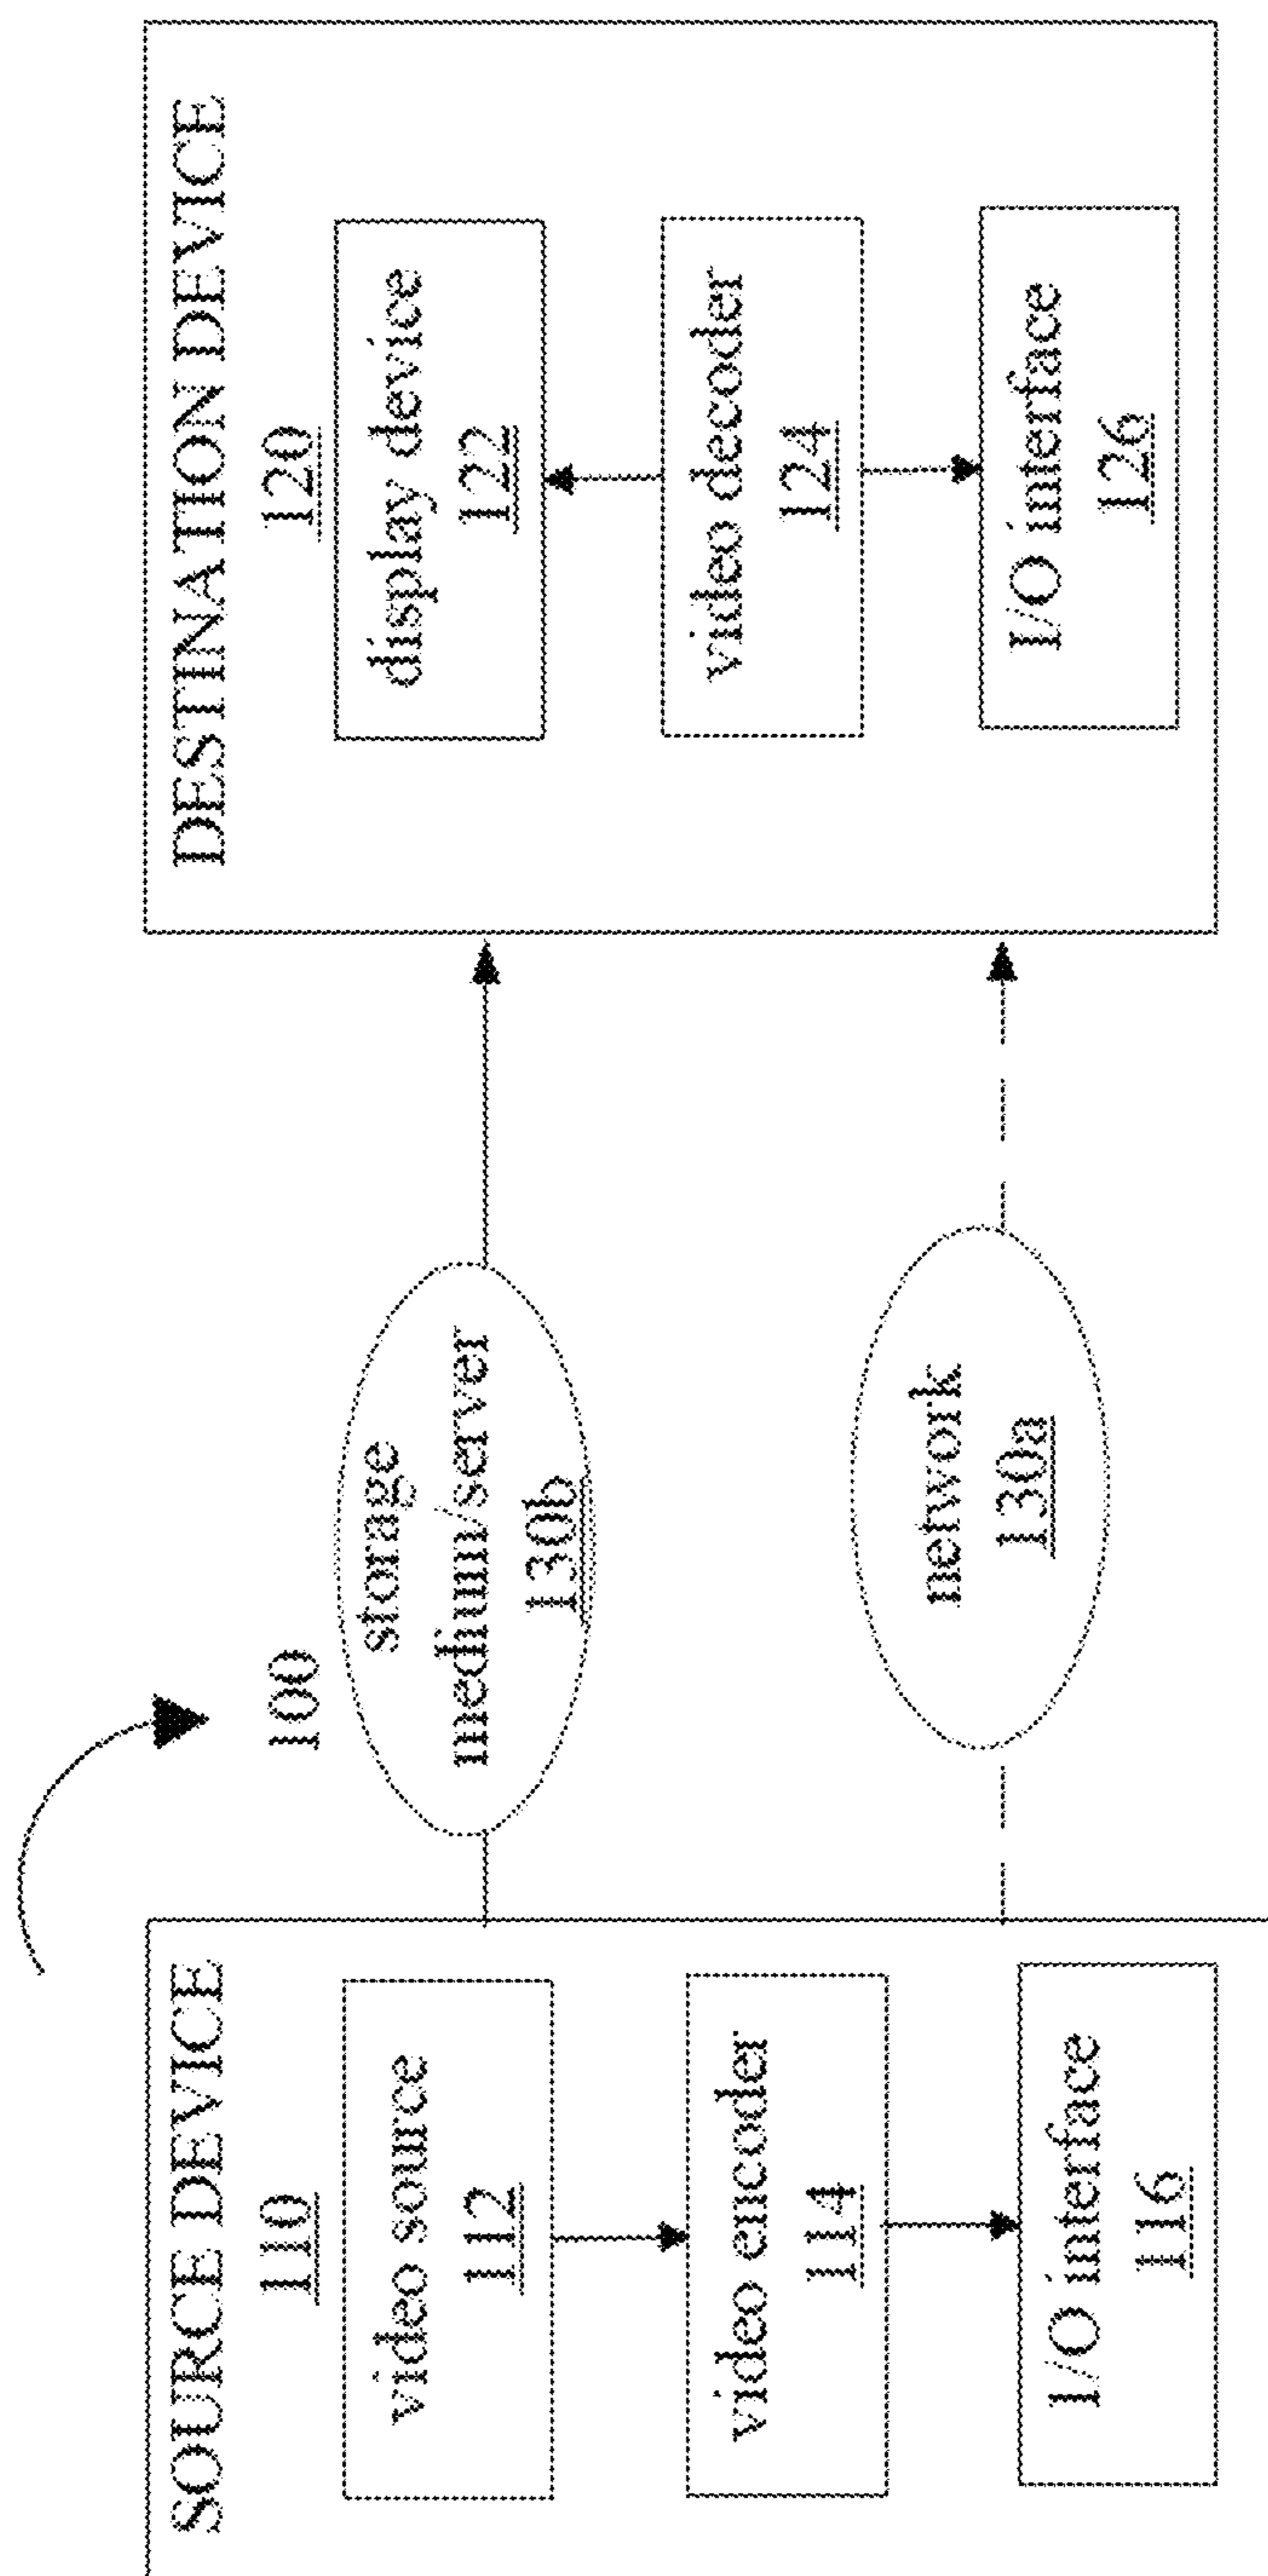 100
SOURCE DEVICE
110
video source
112
video encoder
114
I/O interface
116
storage
medium/server
130b
network
130a
DESTINATION DEVICE
120
display device
122
video decoder
124
I/O interface
126